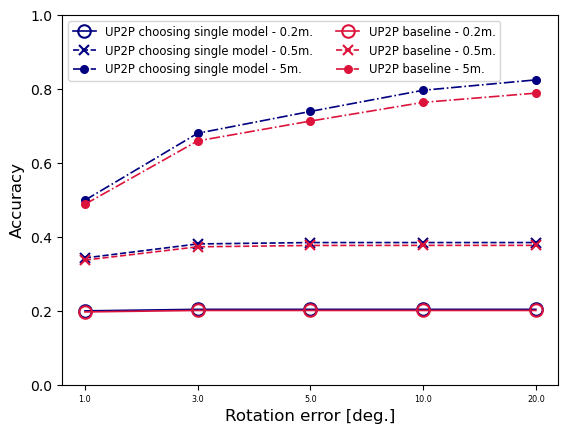 UP2P choosing single model - 0.2m.
UP2P choosing single model - 0.5m.
UP2P choosing single model - 5m.
UP2P baseline - 0.2m.
UP2P baseline - 0.5m.
UP2P baseline - 5m.
1.0
0.8
0.6
0.4
0.2
0.0
Accuracy
1.0 3.0 5.0 10.0 20.0
Rotation error [deg.]